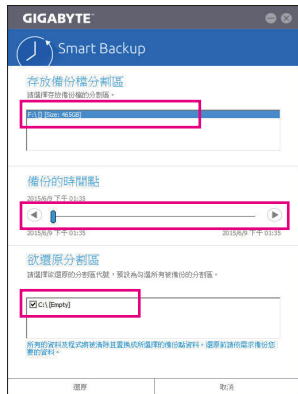 GIGABYTE™
Smart Backup
存放備份檔分割區
請選擇存放備份檔的分割區。
F:\ [] [Size: 465GB]
備份的時間點
2015/6/9 下午 01:35
2015/6/9 下午 01:35
2015/6/9 下午 01:35
欲還原分割區
請選擇欲還原的分割區代號，預設為勾選所有被備份的分割區。
C:\ [Empty]
所有的資料及程式將被清除且置換成所選擇的備份點資料，還原前請依需求備份您
要的資料。
還原
取消